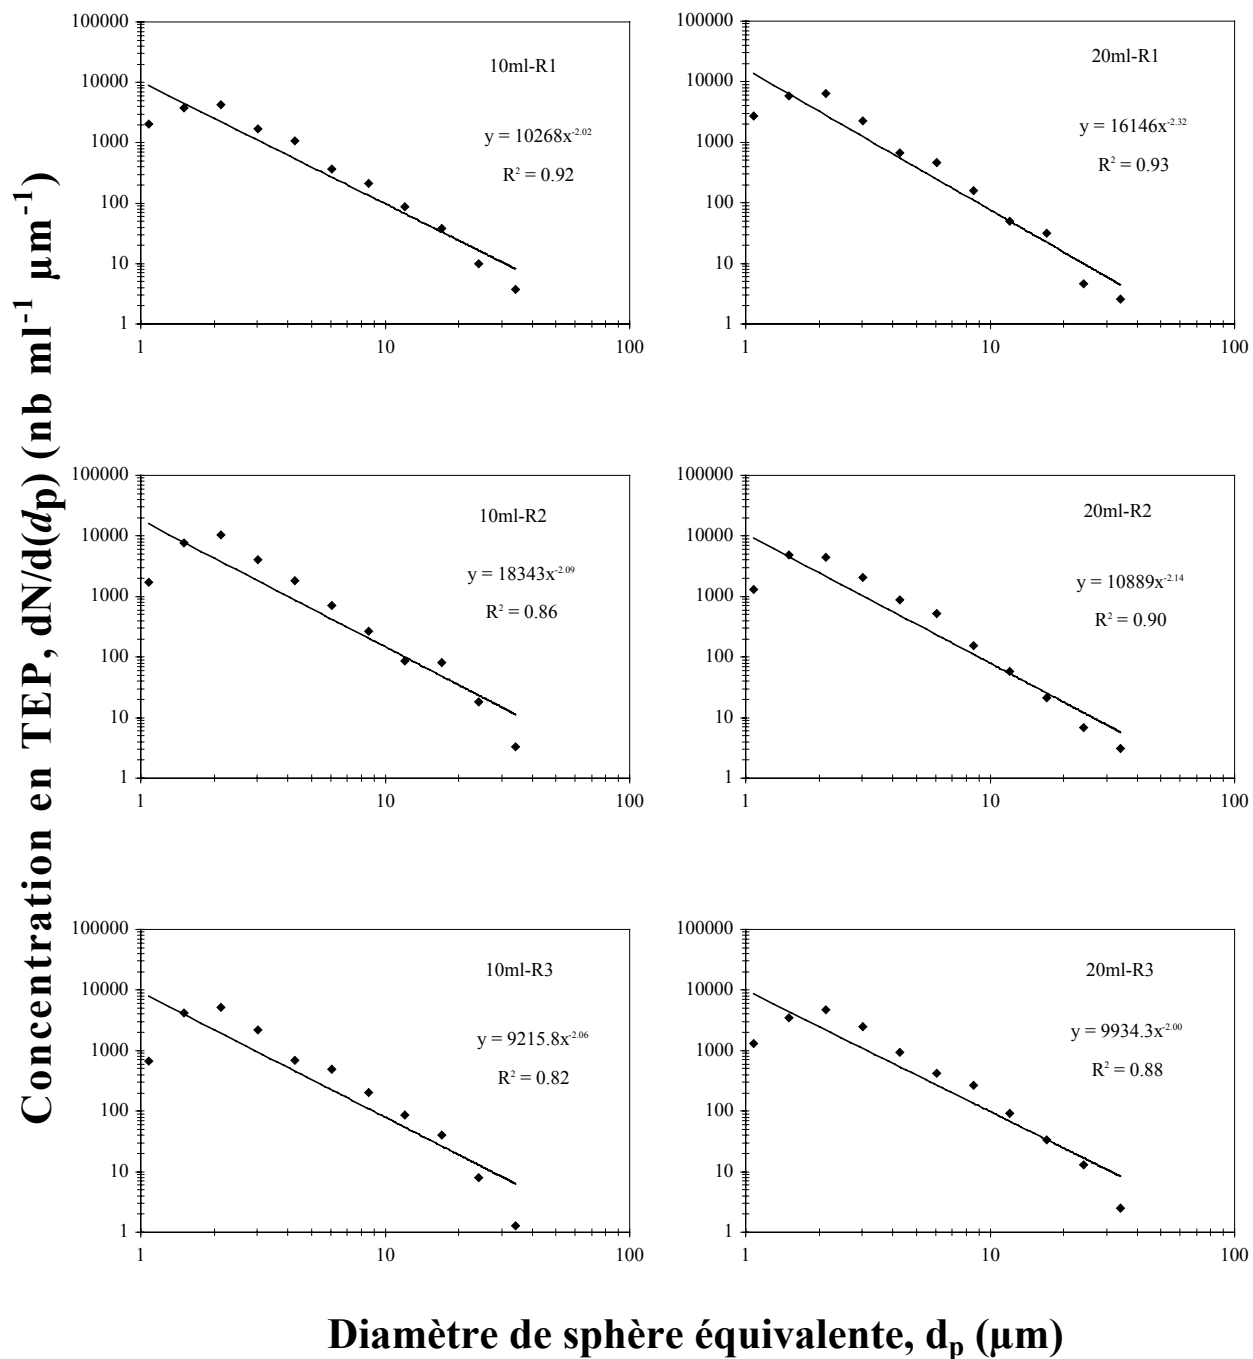 Concentration en TEP, dN/d(dp) (nb ml⁻¹ µm⁻¹)
100000
10000
1000
100
10
1
1
10
100
10ml-R1
y = 10268x⁻²·⁰²
R² = 0.92
100000
10000
1000
100
10
1
1
10
100
20ml-R1
y = 16146x⁻²·³²
R² = 0.93
100000
10000
1000
100
10
1
1
10
100
10ml-R2
y = 18343x⁻²·⁰⁹
R² = 0.86
100000
10000
1000
100
10
1
1
10
100
20ml-R2
y = 10889x⁻²·¹⁴
R² = 0.90
100000
10000
1000
100
10
1
1
10
100
10ml-R3
y = 9215.8x⁻²·⁰⁶
R² = 0.82
100000
10000
1000
100
10
1
1
10
100
20ml-R3
y = 9934.3x⁻²·⁰⁰
R² = 0.88
Diamètre de sphère équivalente, dₚ (µm)